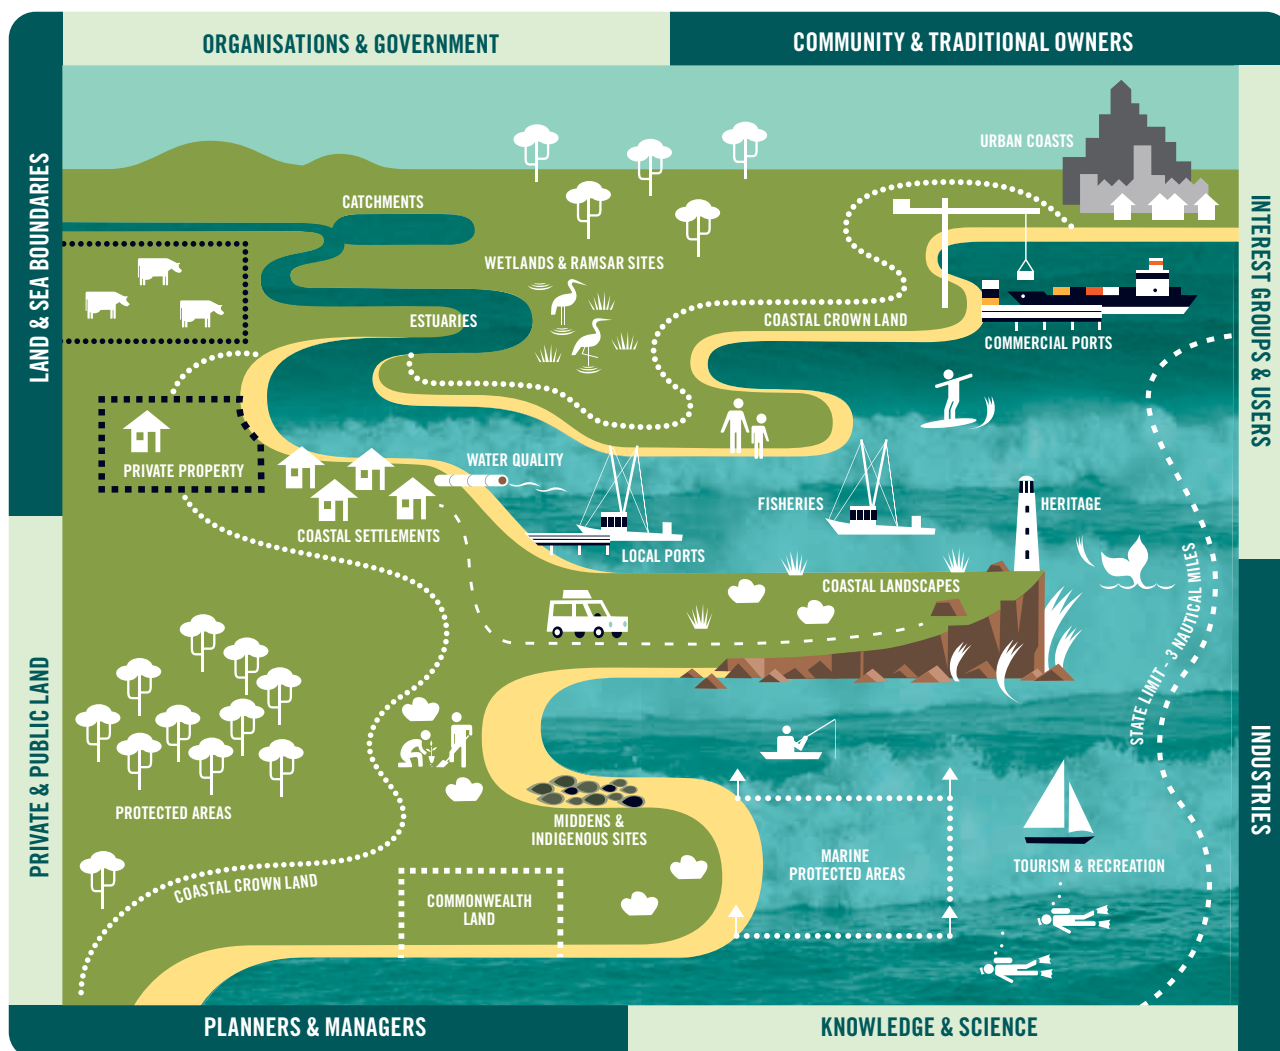 ORGANISATIONS & GOVERNMENT
COMMUNITY & TRADITIONAL OWNERS
LAND & SEA BOUNDARIES
PRIVATE & PUBLIC LAND
INTEREST GROUPS & USERS
INDUSTRIES
URBAN COASTS
CATCHMENTS
WETLANDS & RAMSAR SITES
ESTUARIES
COASTAL CROWN LAND
COMMERCIAL PORTS
PRIVATE PROPERTY
WATER QUALITY
COASTAL SETTLEMENTS
FISHERIES
HERITAGE
LOCAL PORTS
COASTAL LANDSCAPES
STATE LIMIT - 3 NAUTICAL MILES
PROTECTED AREAS
MIDDENS &
INDIGENOUS SITES
MARINE
PROTECTED AREAS
TOURISM & RECREATION
COASTAL CROWN LAND
COMMONWEALTH
LAND
PLANNERS & MANAGERS
KNOWLEDGE & SCIENCE